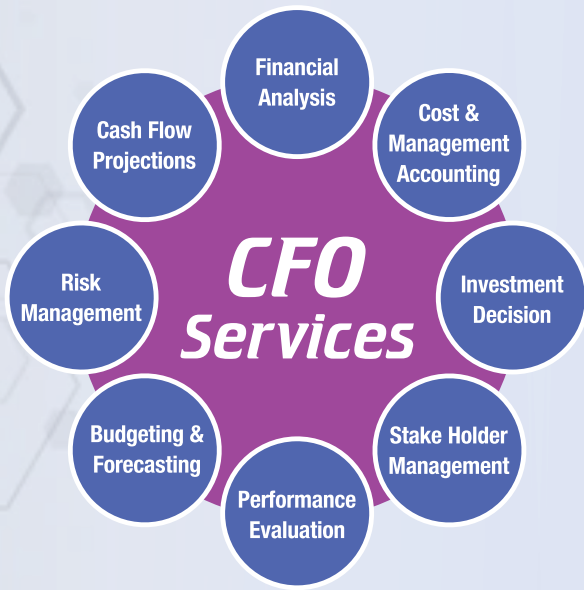 Financial
Analysis
Cost &
Management
Accounting
Investment
Decision
Stake Holder
Management
Performance
Evaluation
Budgeting &
Forecasting
Risk
Management
Cash Flow
Projections
CFO
Services